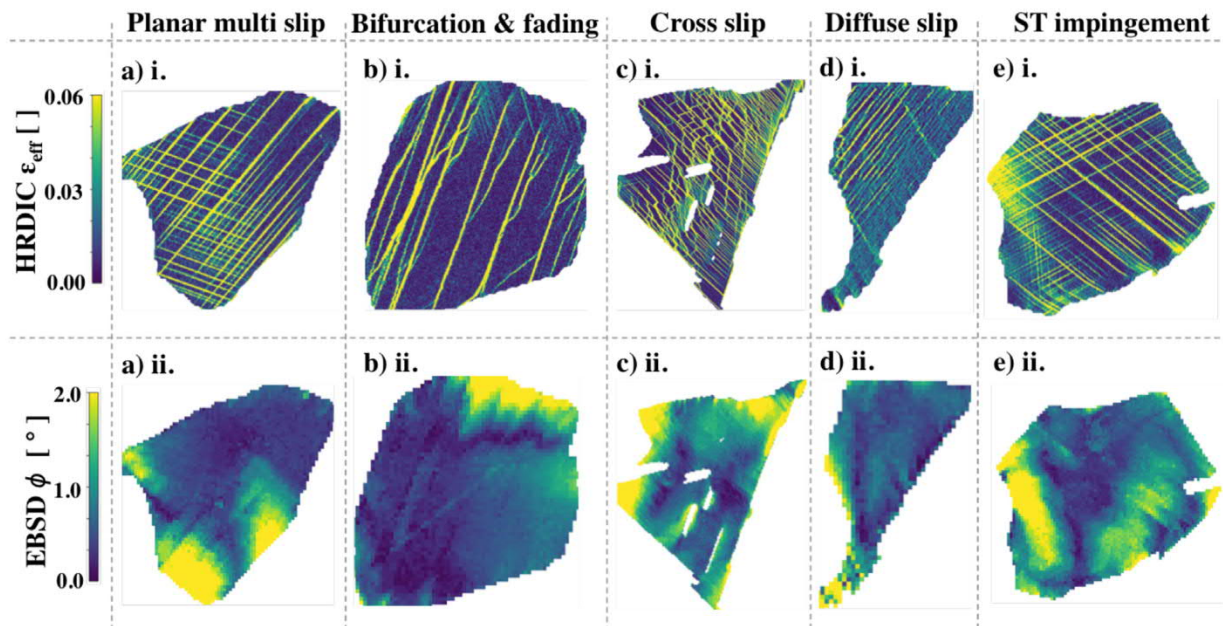 Planar multi slip
Bifurcation & fading
Cross slip
Diffuse slip
ST impingement
a) i.
b) i.
c) i.
d) i.
e) i.
0.06
0.03
0.00
HRDIC εeff [ ]
a) ii.
b) ii.
c) ii.
d) ii.
e) ii.
2.0
1.0
0.0
EBSD ϕ [ ° ]